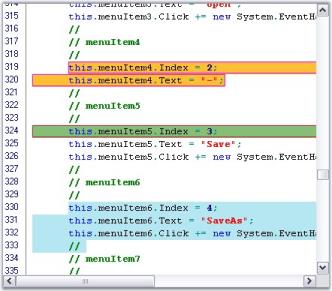 314 this.menuItem3.Text = "Open";
315 this.menuItem3.Click += new System.EventHa
316 //
317 // menuItem4
318 //
319 this.menuItem4.Index = 2;
320 this.menuItem4.Text = "-";
321 //
322 // menuItem5
323 //
324 this.menuItem5.Index = 3;
325 this.menuItem5.Text = "Save";
326 this.menuItem5.Click += new System.EventHa
327 //
328 // menuItem6
329 //
330 this.menuItem6.Index = 4;
331 this.menuItem6.Text = "SaveAs";
332 this.menuItem6.Click += new System.EventHa
333 //
334 // menuItem7
335 //